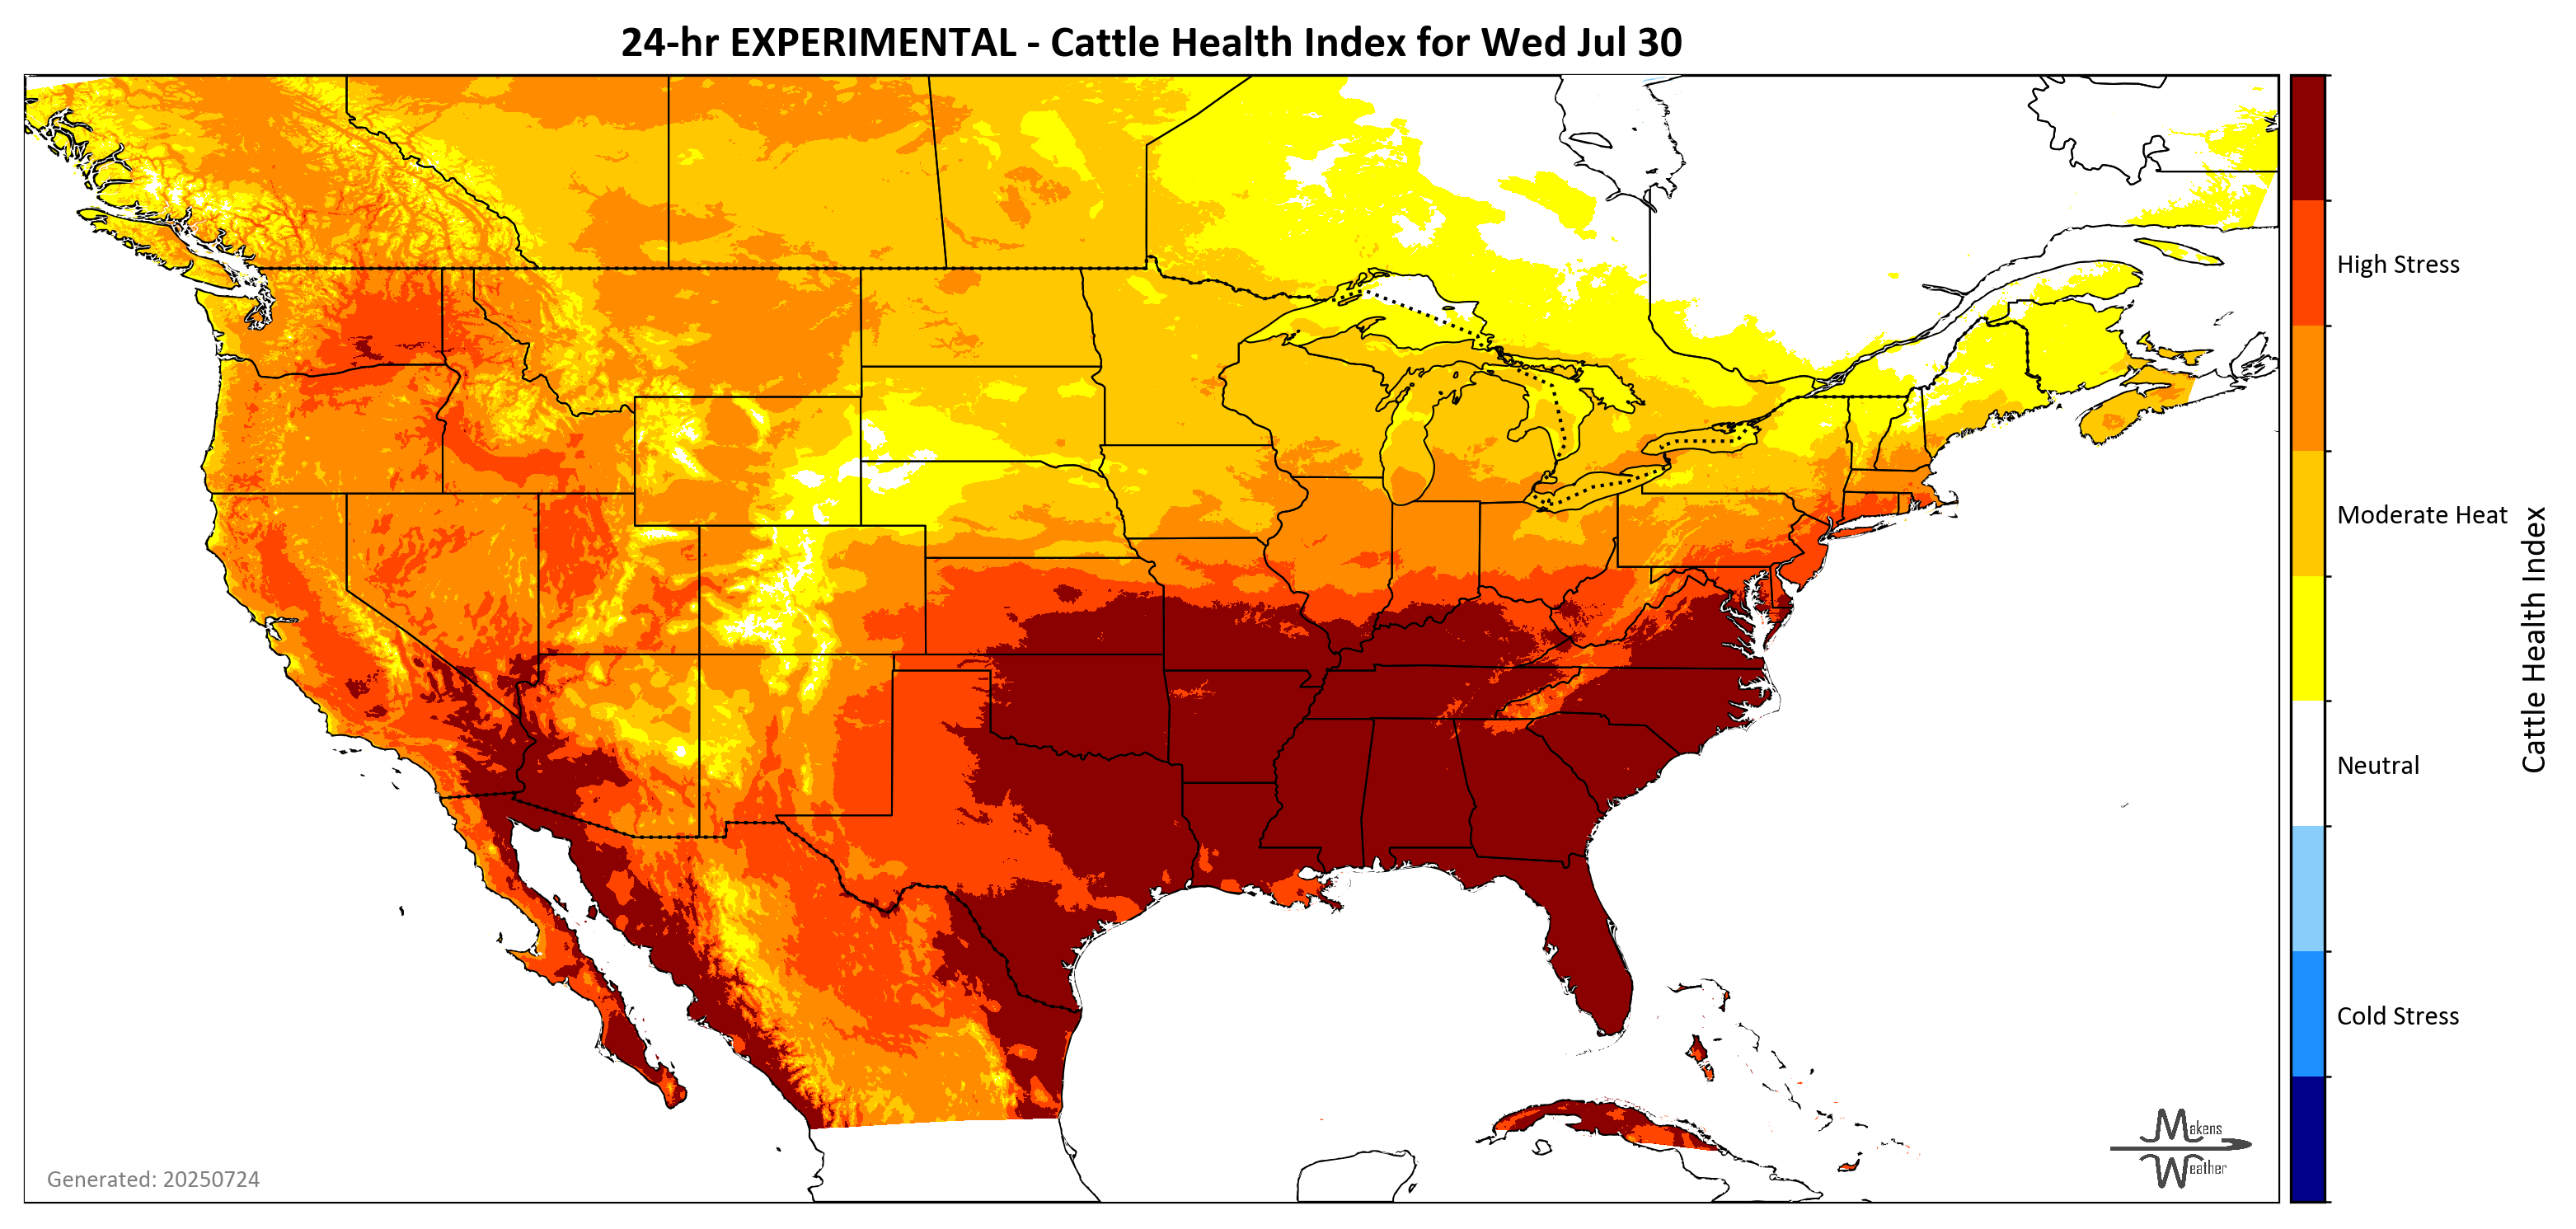 24-hr EXPERIMENTAL - Cattle Health Index for Wed Jul 30
High Stress
Moderate Heat
Neutral
Cold Stress
Cattle Health Index
Makens
Weather
Generated: 20250724